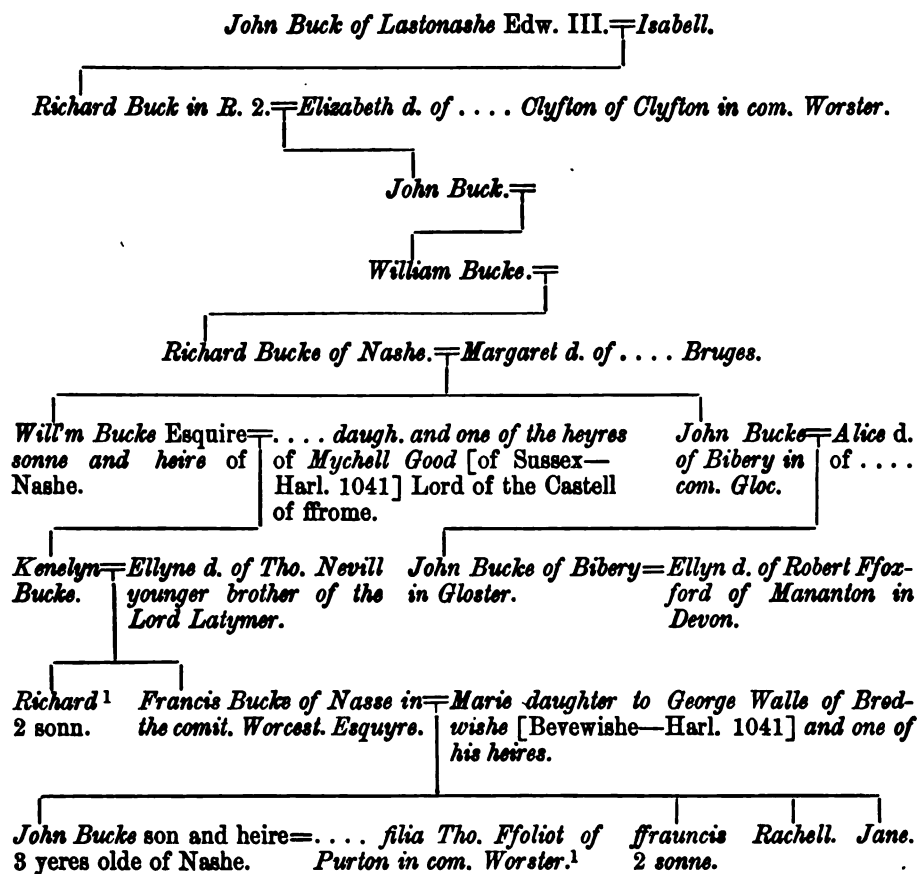 John Buck of Lastonashe Edw. III.=Isabell.
Richard Buck in R. 2.=Elizabeth d. of .... Clyfton of Clyfton in com. Worster.
John Buck.=
William Bucke.=
Richard Bucke of Nashe.=Margaret d. of .... Bruges.
Will'm Bucke Esquire=
sonne and heire of
Nashe.
.... daugh. and one of the heyres
of Mychell Good [of Sussex—
Harl. 1041] Lord of the Castell
of ffrome.
John Bucke=
of Bibery in
com. Gloc.
Alice d.
of ....
Kenelyn=
Bucke.
Ellyne d. of Tho. Nevill
younger brother of the
Lord Latymer.
John Bucke of Bibery=
in Gloster.
Ellyn d. of Robert Ffox-
ford of Mananton in
Devon.
Richard 1
2 sonn.
Francis Bucke of Nasse in=
the comit. Worcest. Esquyre.
Marie daughter to George Walle of Bred-
wishe [Bevewishe—Harl. 1041] and one of
his heires.
John Bucke son and heire=
3 yeres olde of Nashe.
.... filia Tho. Ffoliot of
Purton in com. Worster.1
ffrauncis
2 sonne.
Rachell.
Jane.